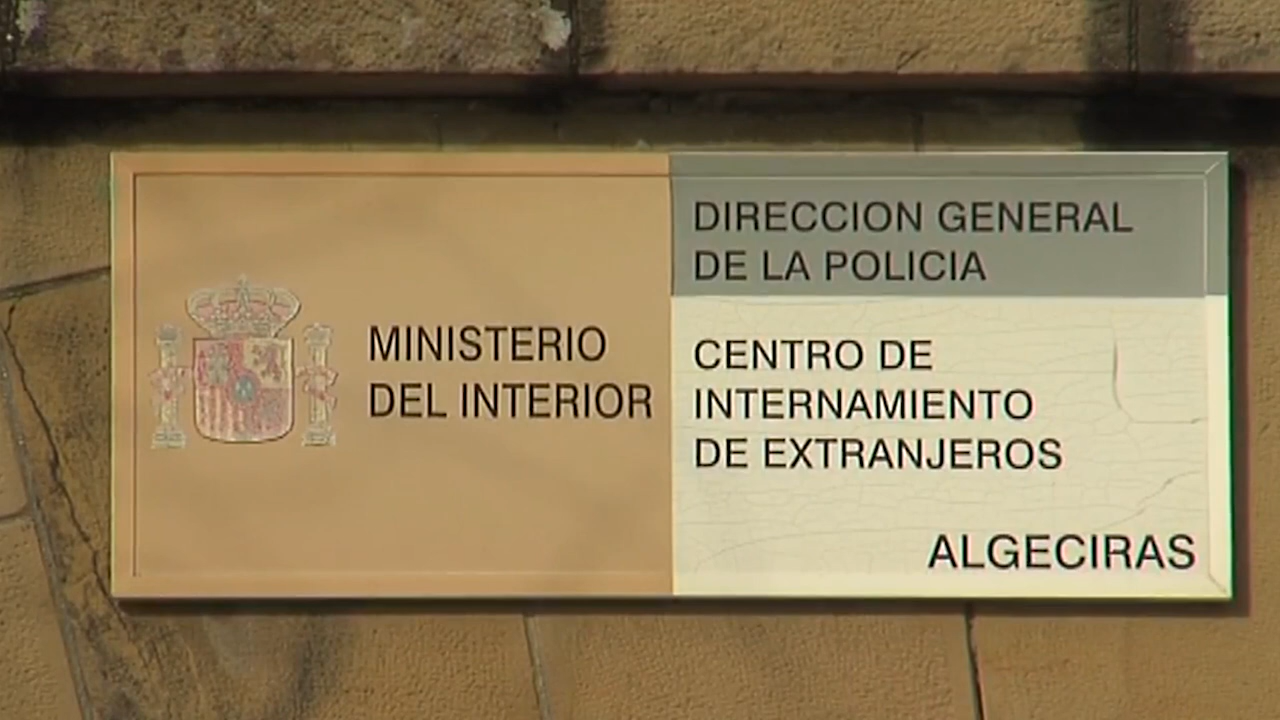 MINISTERIO
DEL INTERIOR
DIRECCION GENERAL
DE LA POLICIA
CENTRO DE
INTERNAMIENTO
DE EXTRANJEROS
ALGECIRAS